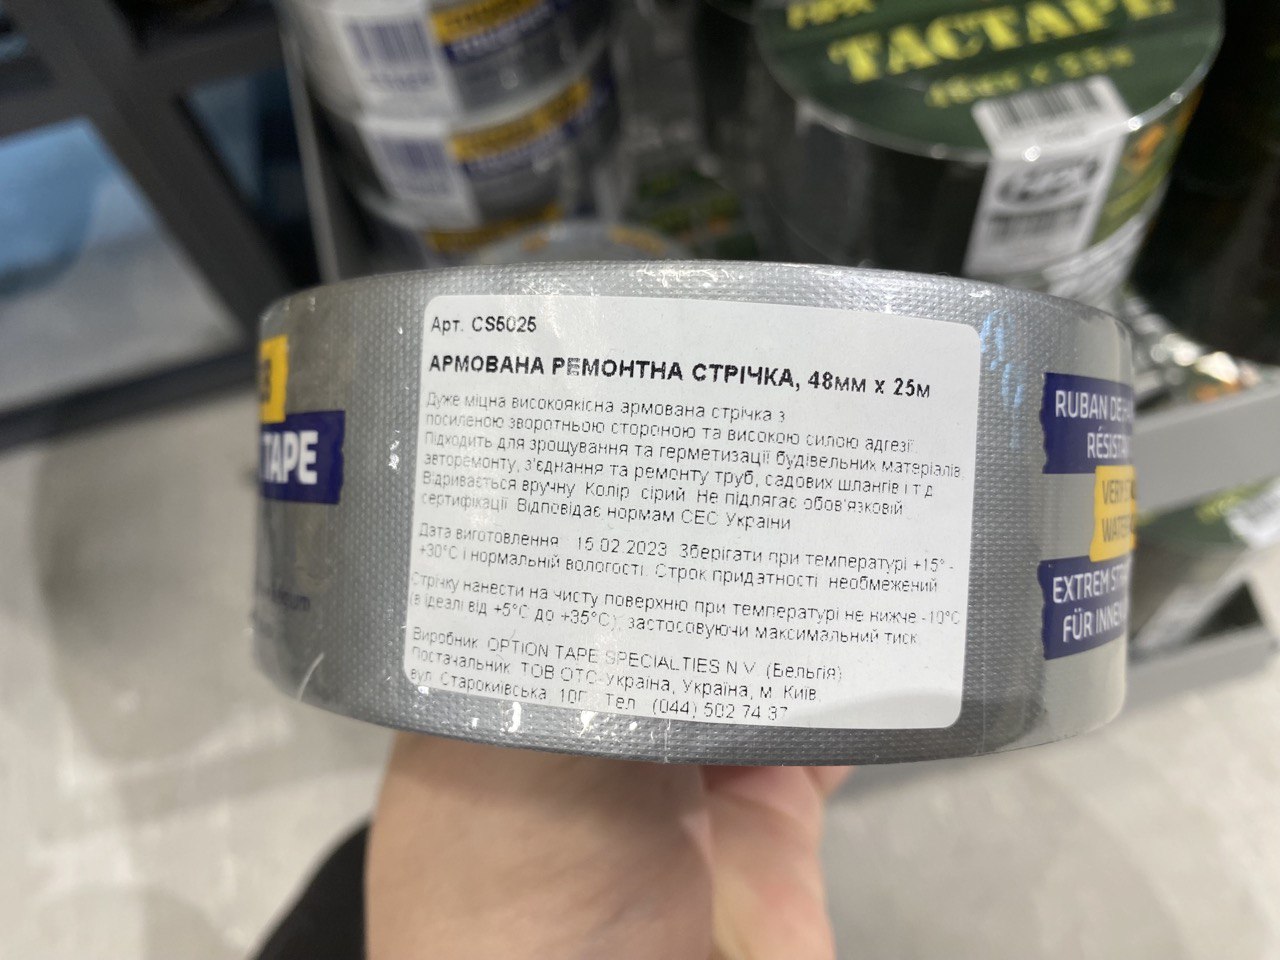 TACTAPE
Арт. CS5025
АРМОВАНА РЕМОНТНА СТРІЧКА, 48мм х 25м
Дуже міцна високоякісна армована стрічка з
посиленою зворотньою стороною та високою силою адгезії.
Підходить для зрощування та герметизації будівельних матеріалів,
авторемонту, з'єднання та ремонту труб, садових шлангів і т.д.
Відривається вручну. Колір: сірий. Не підлягає обов'язковій
сертифікації. Відповідає нормам СЕС України
Дата виготовлення: 15.02.2023. Зберігати при температурі +15° -
+30°С і нормальній вологості. Строк придатності: необмежений
Стрічку нанести на чисту поверхню при температурі не нижче -10°С
(в ідеалі від +5°С до +35°С), застосовуючи максимальний тиск.
Виробник: OPTION TAPE SPECIALTIES N.V. (Бельгія)
Постачальник: ТОВ ОТС-Україна, Україна, м. Київ,
вул. Старокиївська 10Г. Тел.: (044) 502 74 37
TAPE
RUBAN DE
RÉSISTAN
VERY
WATER
EXTREM
FÜR INNE